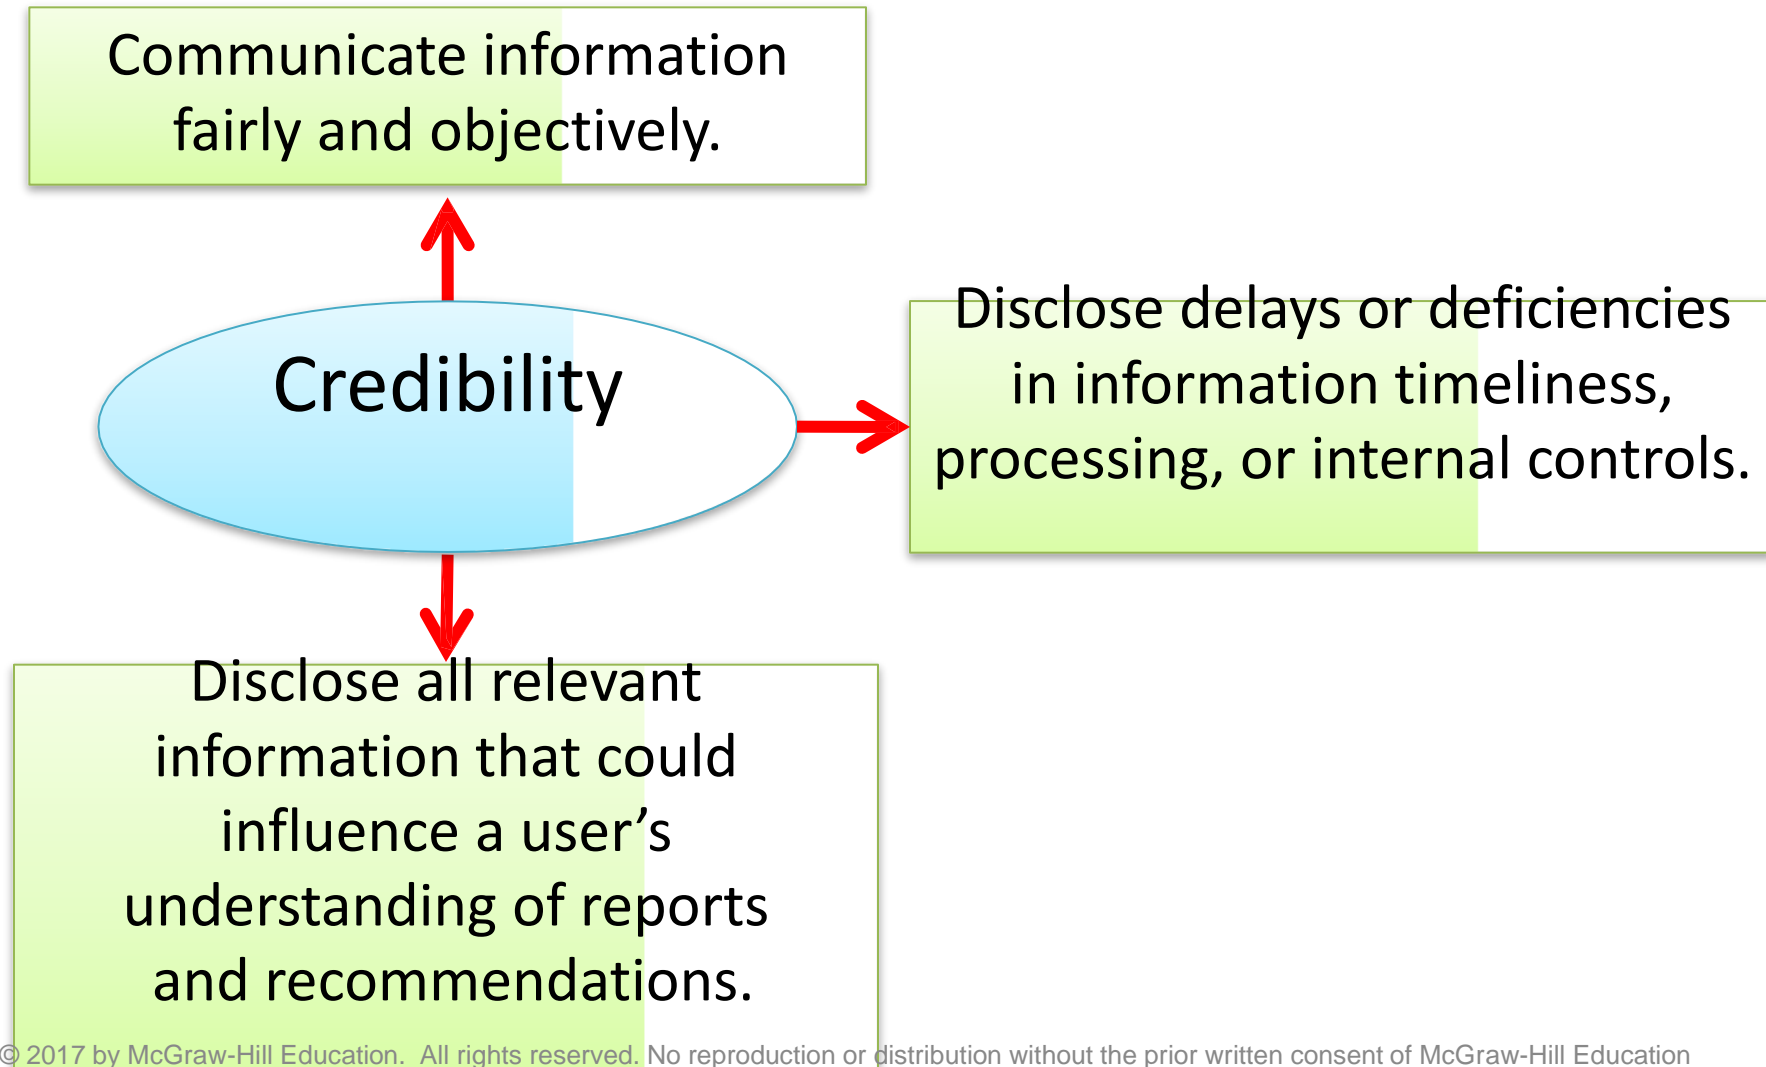 Communicate information
fairly and objectively.
Credibility
Disclose delays or deficiencies
in information timeliness,
processing, or internal controls.
Disclose all relevant
information that could
influence a user’s
understanding of reports
and recommendations.
© 2017 by McGraw-Hill Education. All rights reserved. No reproduction or distribution without the prior written consent of McGraw-Hill Education